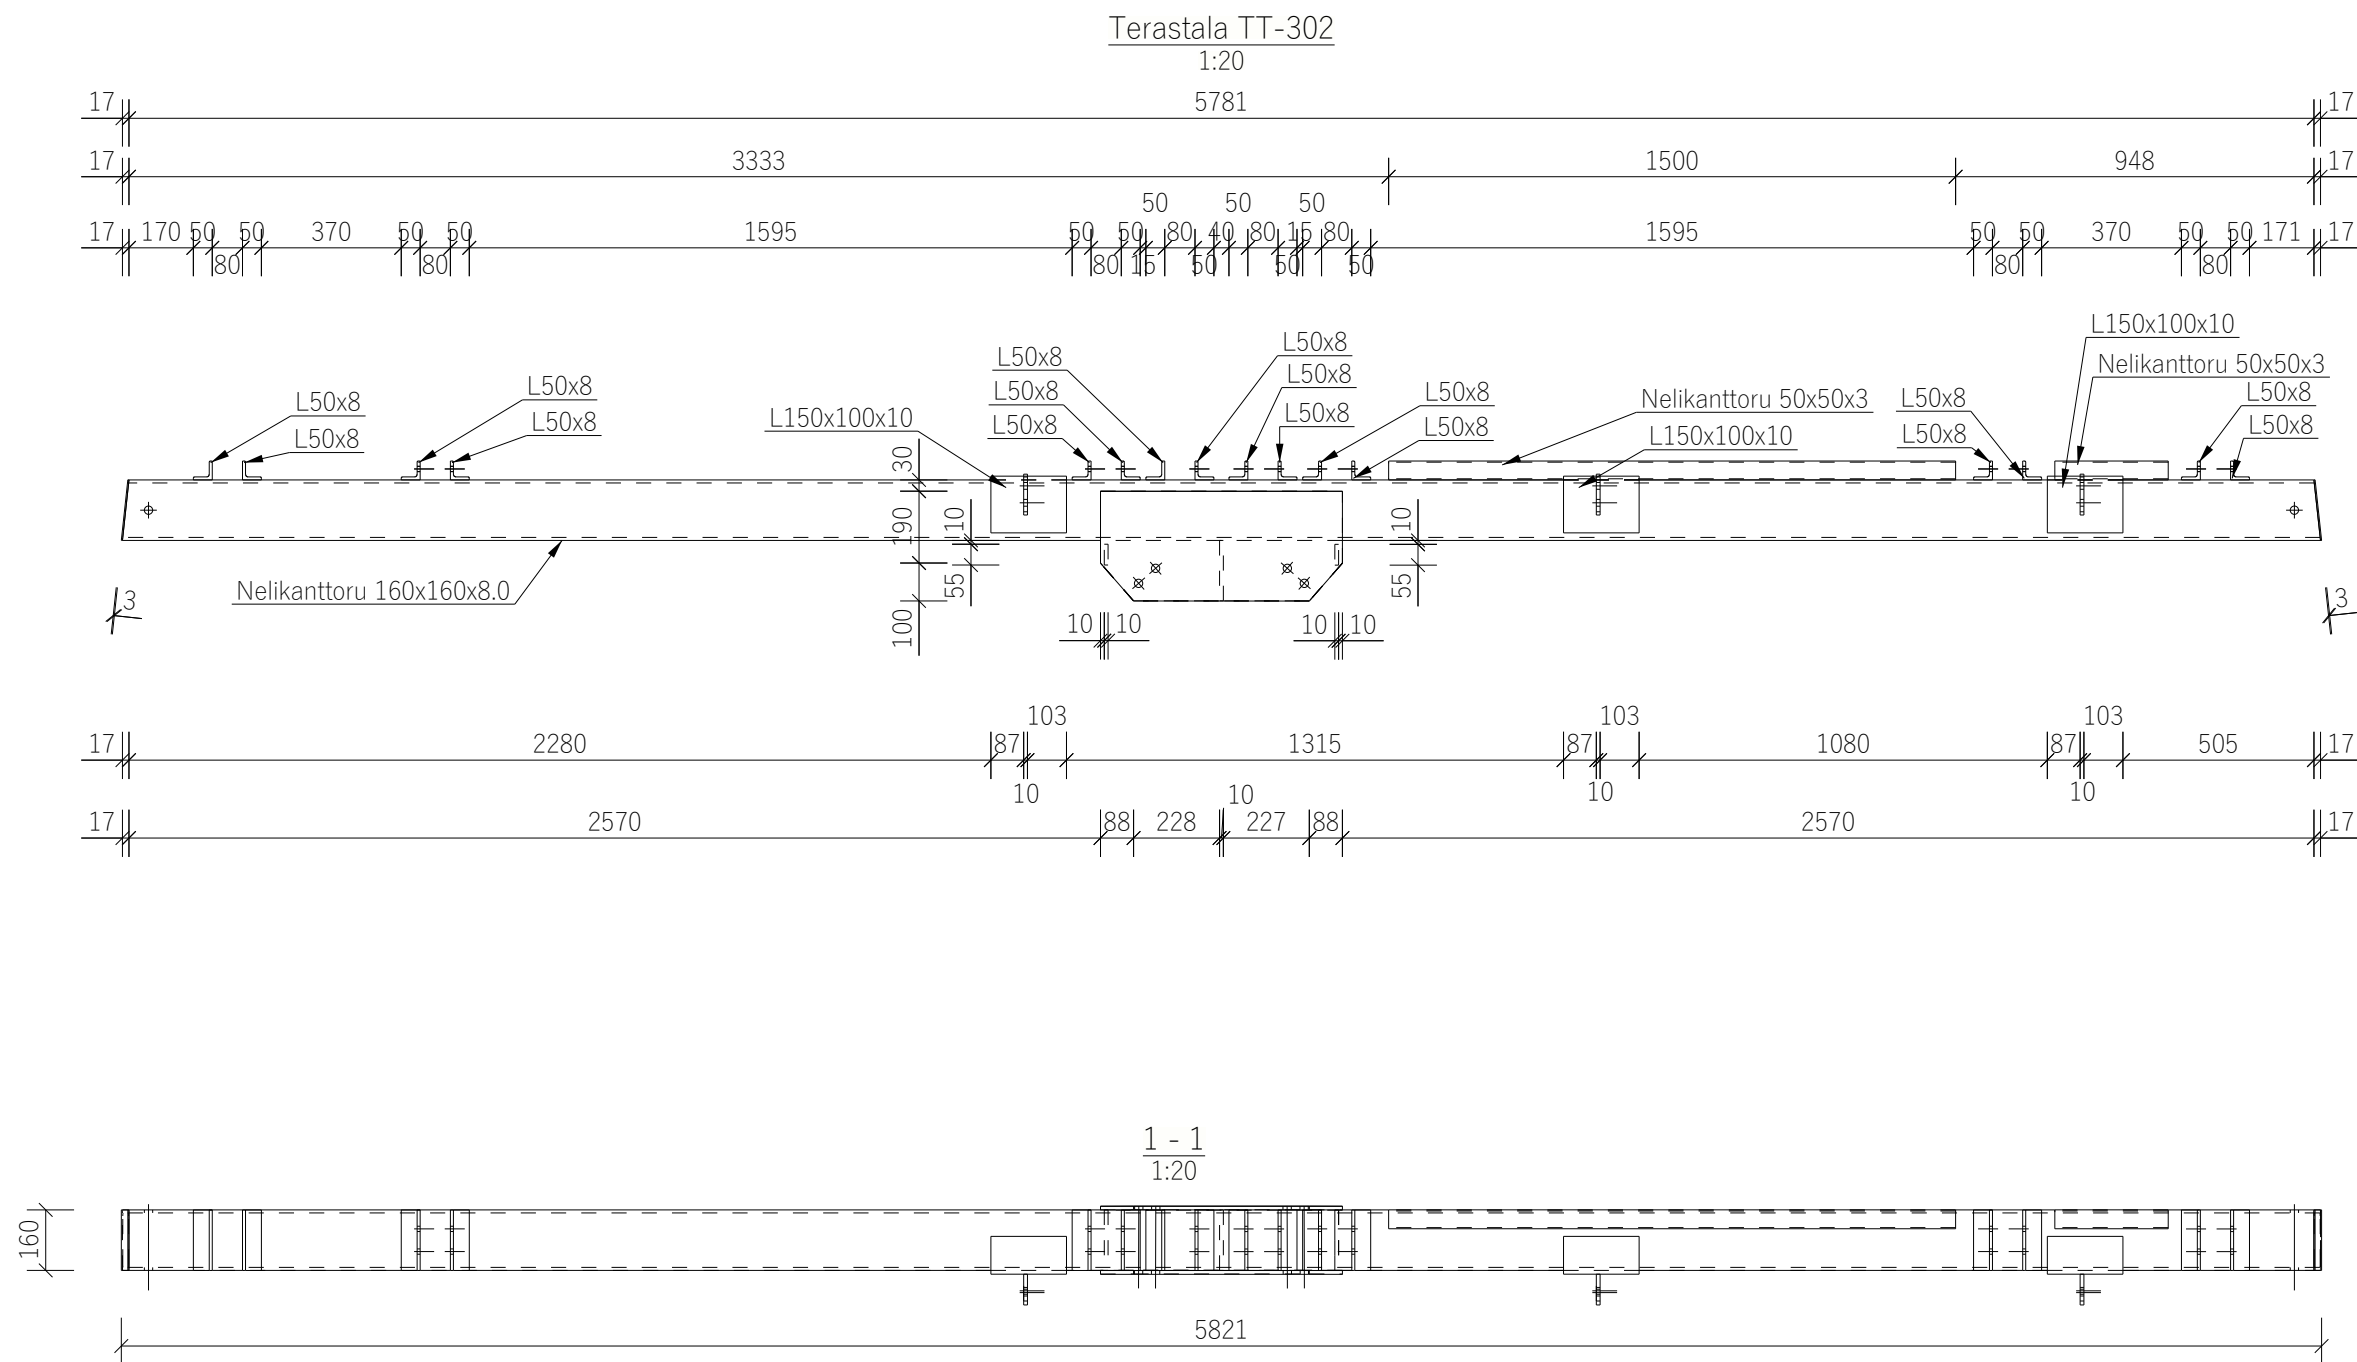 Terastala TT-302
1:20
17 5781 17
17 3333 1500 948 17
50 50 50
17 170 50 50 370 50 50 1595 50 50 80 40 80 15 80 1595 50 50 370 50 50 171 17
80 80 80 15 50 50 50 80 80
L150x100x10
L50x8 L50x8
Nelikanttoru 50x50x3
L50x8 L50x8 L50x8
L50x8 L50x8 L50x8 L50x8
L50x8 L150x100x10 L50x8 L50x8 Nelikanttoru 50x50x3 L50x8
L50x8 L50x8 L50x8 L150x100x10 L50x8 L50x8
30
190 10 10
Nelikanttoru 160x160x8.0 55 55
3 100 3
10 10 10 10
103 103 103
17 2280 87 1315 87 1080 87 505 17
10 10 10 10
17 2570 88 228 227 88 2570 17
1 - 1
1:20
160
5821